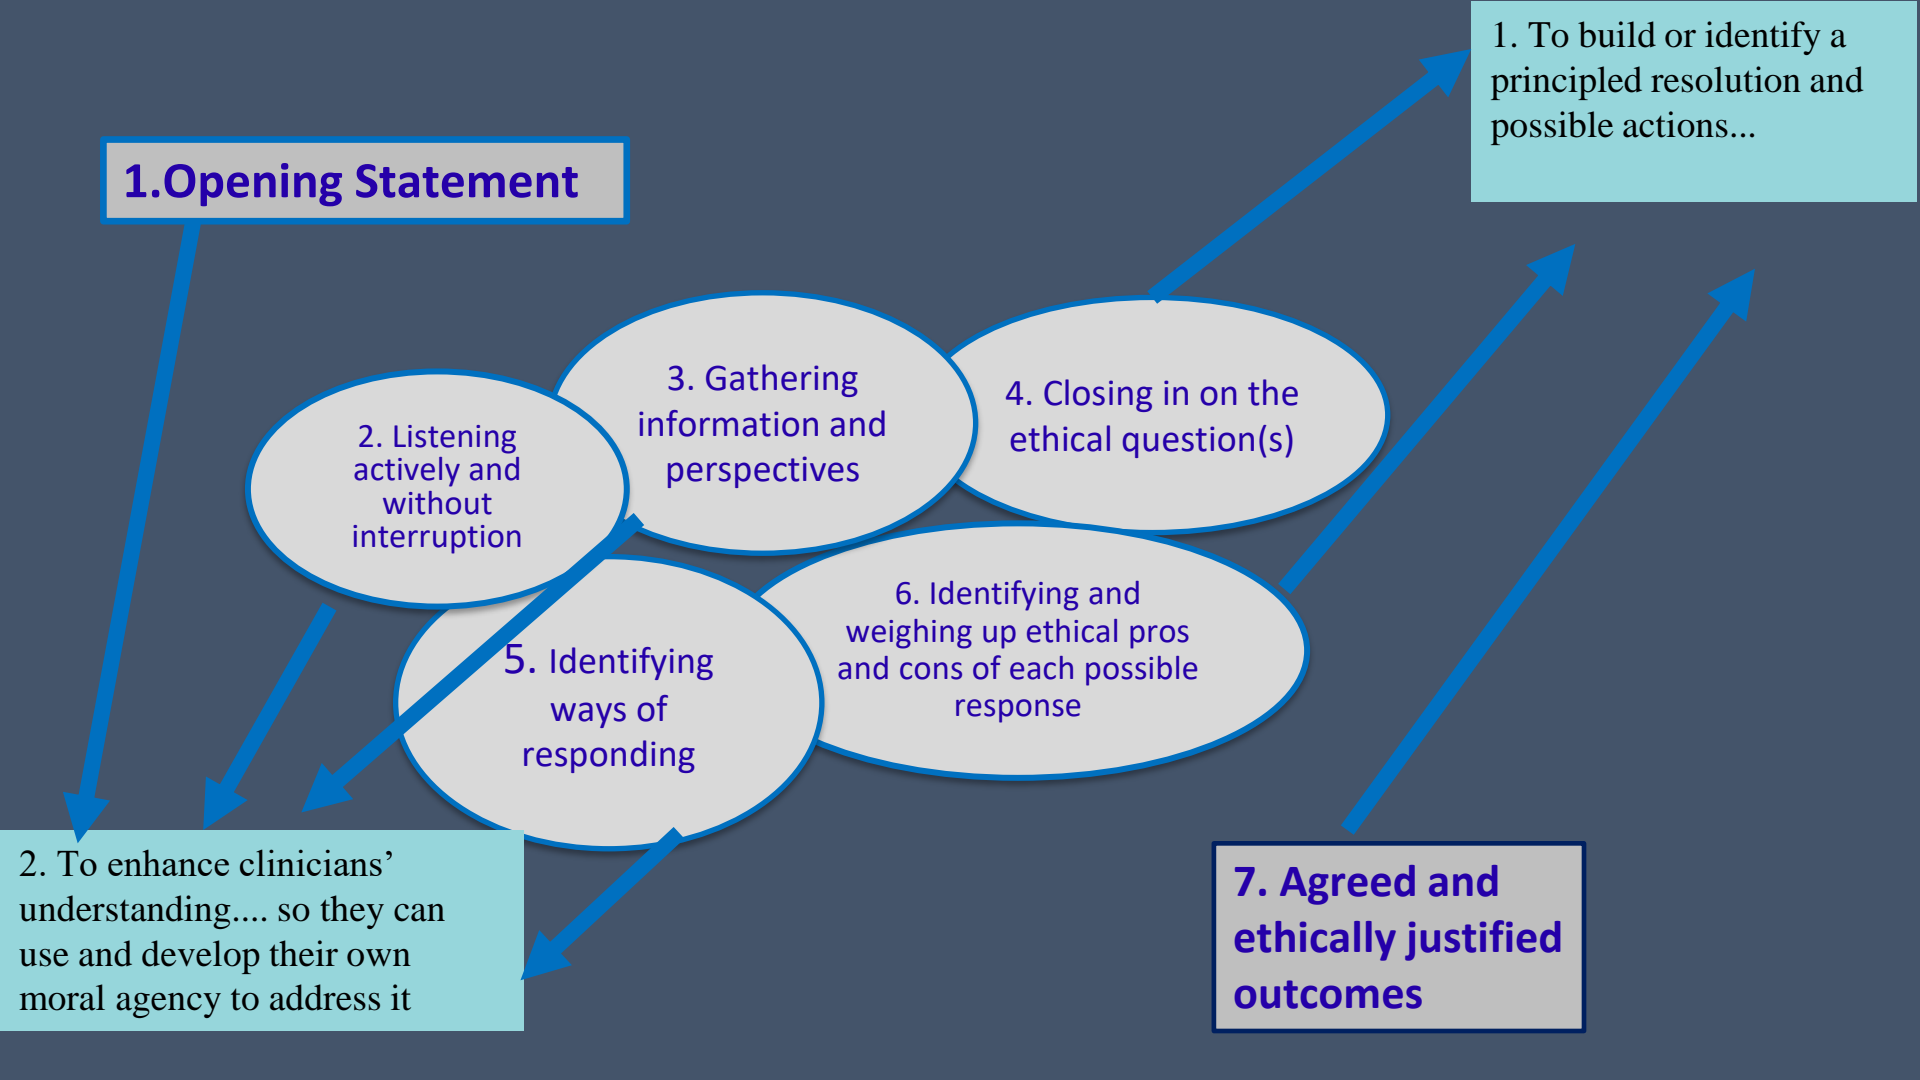 1. To build or identify a
principled resolution and
possible actions...
1.Opening Statement
3. Gathering
information and
perspectives
4. Closing in on the
ethical question(s)
2. Listening
actively and
without
interruption
5. Identifying
ways of
responding
6. Identifying and
weighing up ethical pros
and cons of each possible
response
2. To enhance clinicians’
understanding.... so they can
use and develop their own
moral agency to address it
7. Agreed and
ethically justified
outcomes